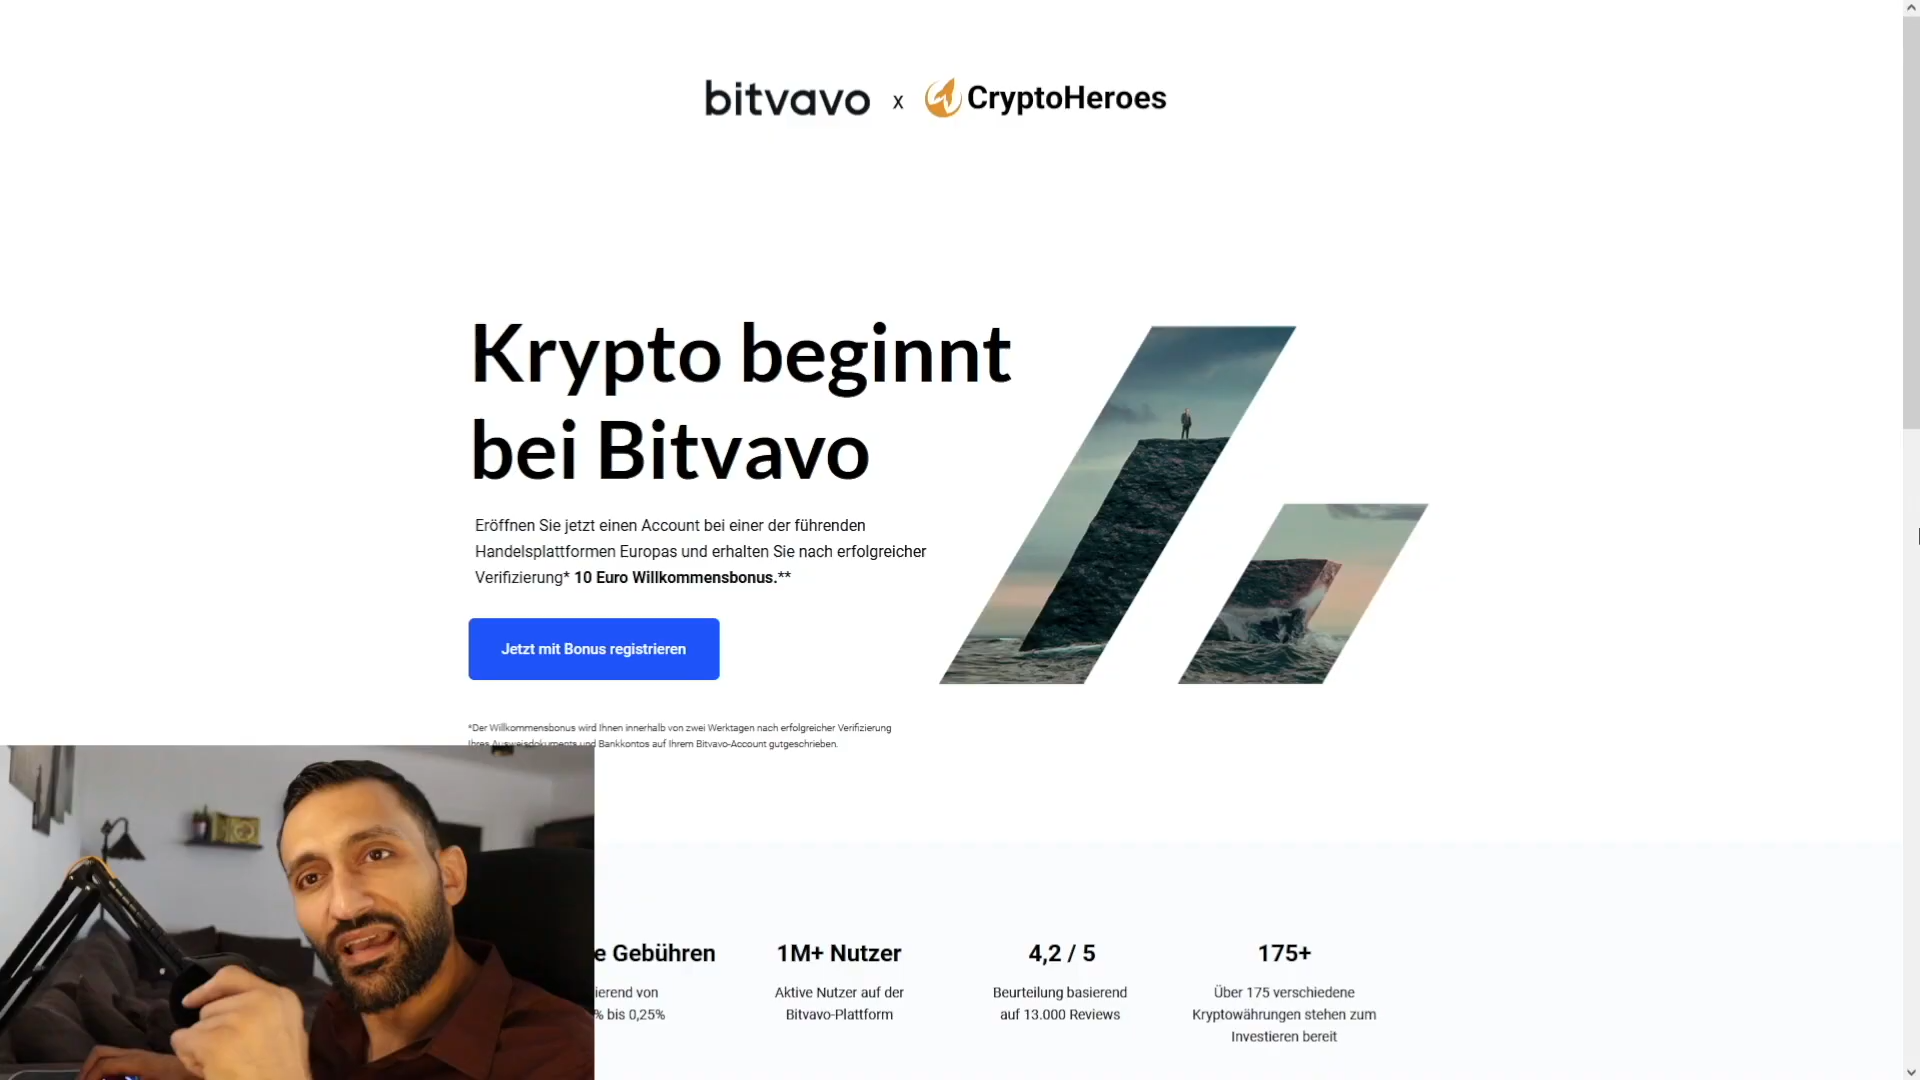 bitvavo x CryptoHeroes
Krypto beginnt
bei Bitvavo
Eröffnen Sie jetzt einen Account bei einer der führenden
Handelsplattformen Europas und erhalten Sie nach erfolgreicher
Verifizierung* 10 Euro Willkommensbonus.**
Jetzt mit Bonus registrieren
*Der Willkommensbonus wird Ihnen innerhalb von zwei Werktagen nach erfolgreicher Verifizierung
Ihres Ausweisdokuments und Bankkontos auf Ihrem Bitvavo-Account gutgeschrieben.
e Gebühren
ierend von
% bis 0,25%
1M+ Nutzer
Aktive Nutzer auf der
Bitvavo-Plattform
4,2 / 5
Beurteilung basierend
auf 13.000 Reviews
175+
Über 175 verschiedene
Kryptowährungen stehen zum
Investieren bereit